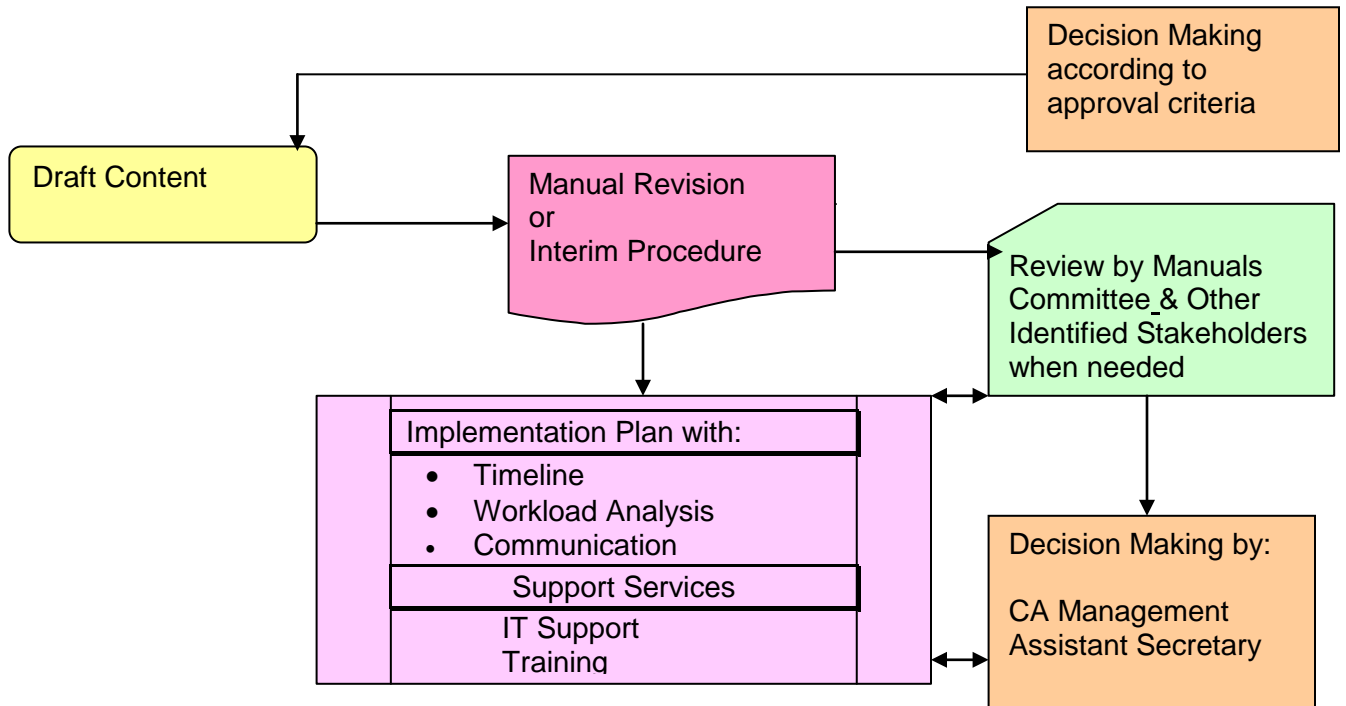 Decision Making
according to
approval criteria
Draft Content
Manual Revision
or
Interim Procedure
Review by Manuals
Committee & Other
Identified Stakeholders
when needed
Implementation Plan with:
• Timeline
• Workload Analysis
• Communication
Support Services
IT Support
Training
Decision Making by:
CA Management
Assistant Secretary